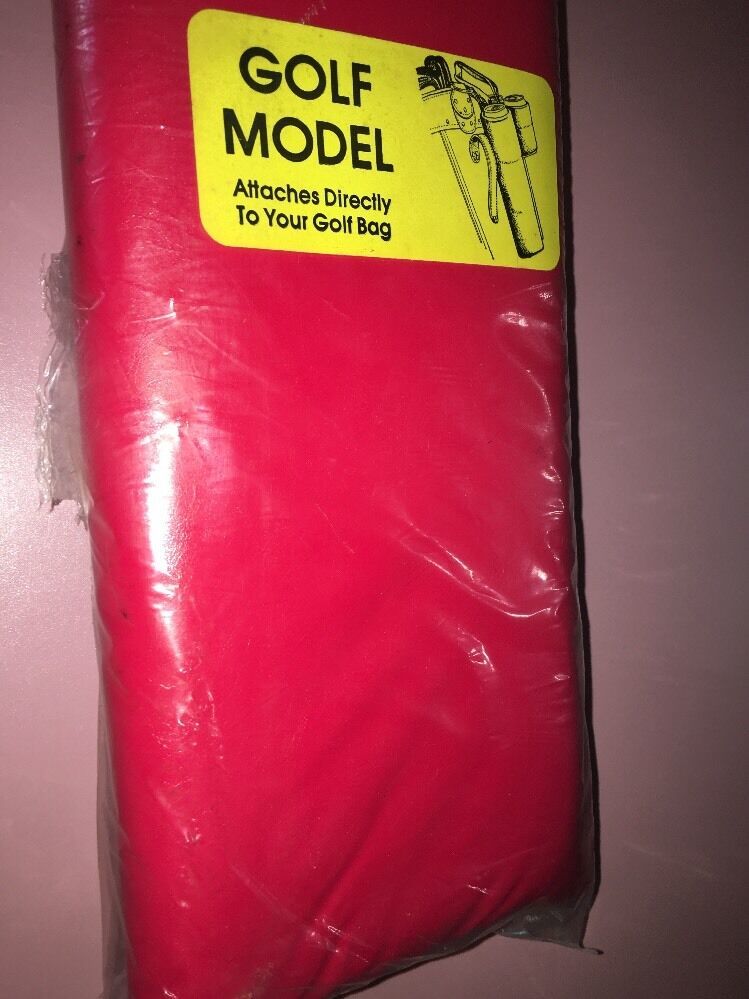 GOLF
MODEL
Attaches Directly
To Your Golf Bag